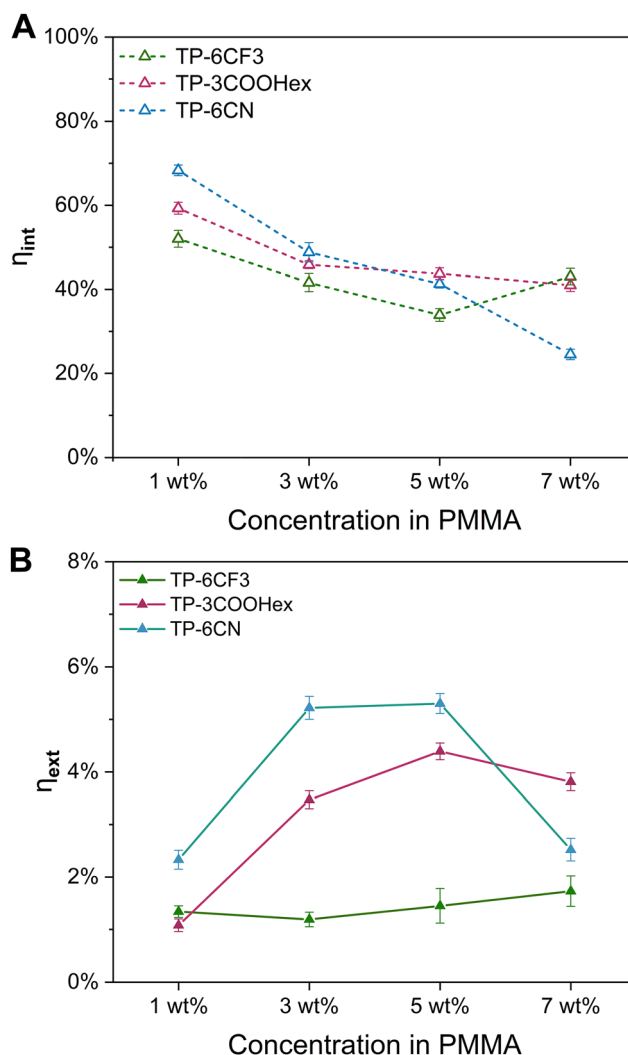 A
100%
80%
60%
40%
20%
0%
ηint
TP-6CF3
TP-3COOHex
TP-6CN
1 wt%
3 wt%
5 wt%
7 wt%
Concentration in PMMA
B
8%
6%
4%
2%
0%
ηext
TP-6CF3
TP-3COOHex
TP-6CN
1 wt%
3 wt%
5 wt%
7 wt%
Concentration in PMMA